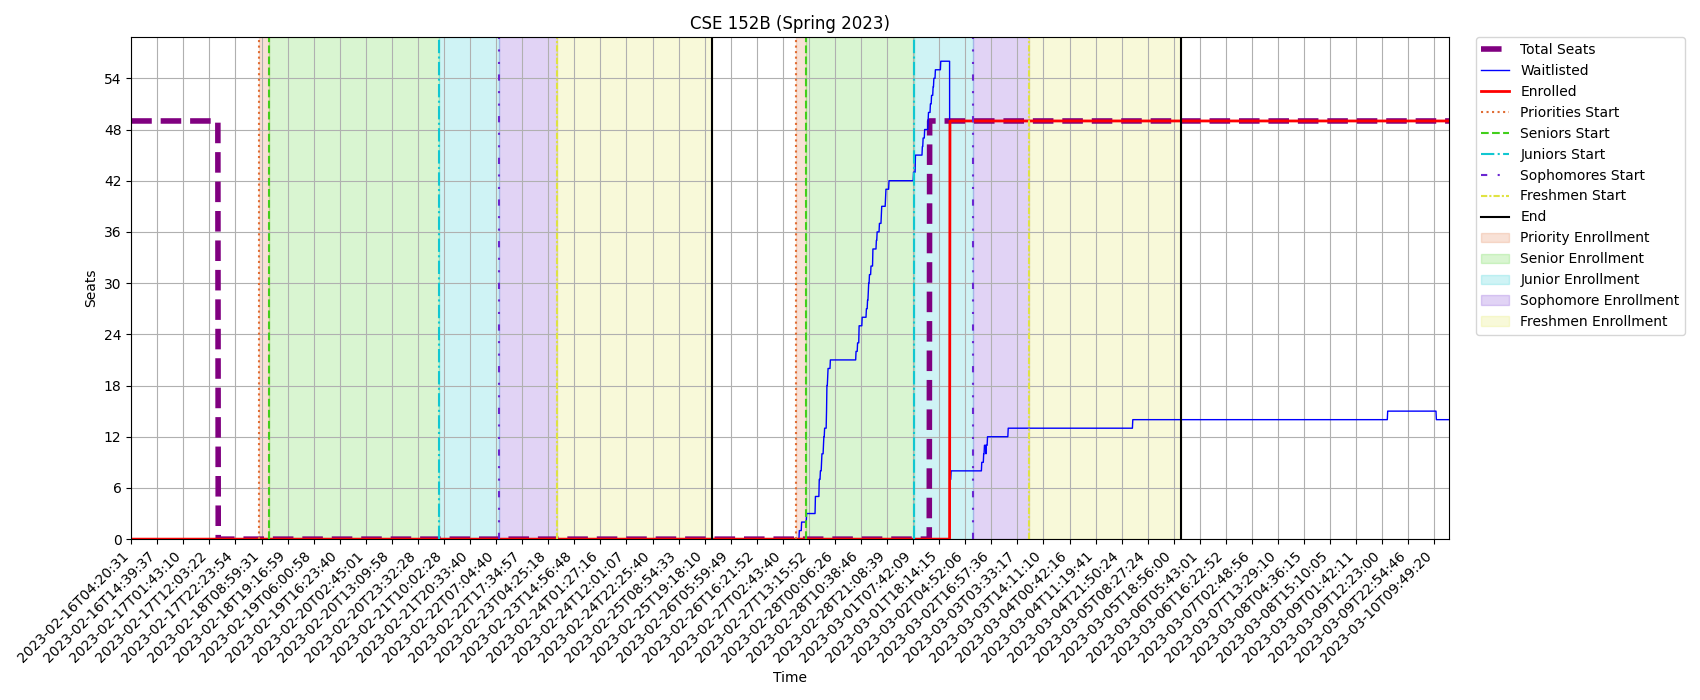 CSE 152B (Spring 2023)
Seats
54
48
42
36
30
24
18
12
6
0
2023-02-16T04:20:31
2023-02-16T14:39:37
2023-02-17T01:43:10
2023-02-17T12:03:22
2023-02-17T22:23:54
2023-02-18T08:59:31
2023-02-18T19:16:59
2023-02-19T06:00:58
2023-02-19T16:23:40
2023-02-20T02:45:01
2023-02-20T13:09:58
2023-02-20T23:32:28
2023-02-21T10:02:28
2023-02-21T20:33:40
2023-02-22T07:04:40
2023-02-22T17:34:57
2023-02-23T04:25:18
2023-02-23T14:56:48
2023-02-24T01:27:16
2023-02-24T12:01:07
2023-02-24T22:25:40
2023-02-25T08:54:33
2023-02-25T19:18:10
2023-02-26T05:59:49
2023-02-26T16:21:52
2023-02-27T02:43:40
2023-02-27T13:15:52
2023-02-28T00:06:26
2023-02-28T10:38:46
2023-02-28T21:08:39
2023-03-01T07:42:09
2023-03-01T18:14:15
2023-03-02T04:52:06
2023-03-02T16:57:36
2023-03-03T03:33:17
2023-03-03T14:11:10
2023-03-04T00:42:16
2023-03-04T11:19:41
2023-03-04T21:50:24
2023-03-05T08:27:24
2023-03-05T18:56:00
2023-03-06T05:43:01
2023-03-06T16:22:52
2023-03-07T02:48:56
2023-03-07T13:29:10
2023-03-08T04:36:15
2023-03-08T15:10:05
2023-03-09T01:42:11
2023-03-09T12:23:00
2023-03-09T22:54:46
2023-03-10T09:49:20
Time
Total Seats
Waitlisted
Enrolled
Priorities Start
Seniors Start
Juniors Start
Sophomores Start
Freshmen Start
End
Priority Enrollment
Senior Enrollment
Junior Enrollment
Sophomore Enrollment
Freshmen Enrollment